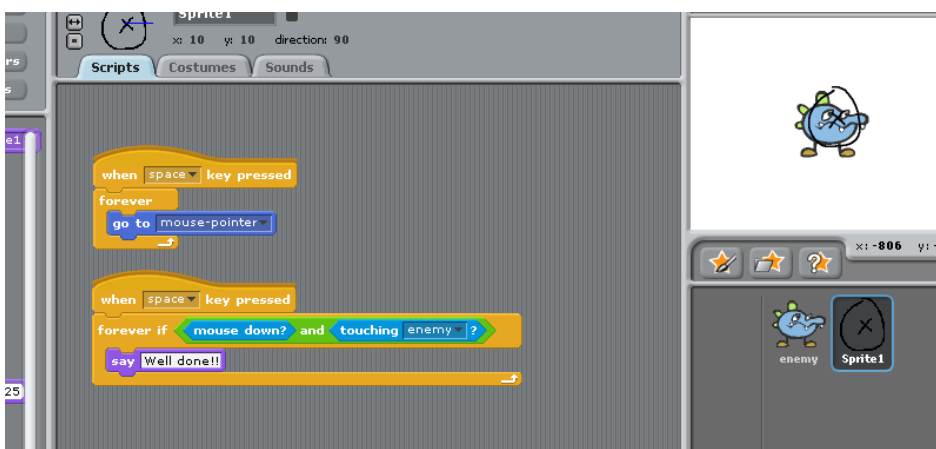 Sprite1
x: 10 y: 10 direction: 90
Scripts Costumes Sounds
when space key pressed
forever
go to mouse-pointer
when space key pressed
forever if mouse down? and touching enemy ?
say Well done!!
rs
s
e1
25
x: -806 y: -
enemy Sprite1